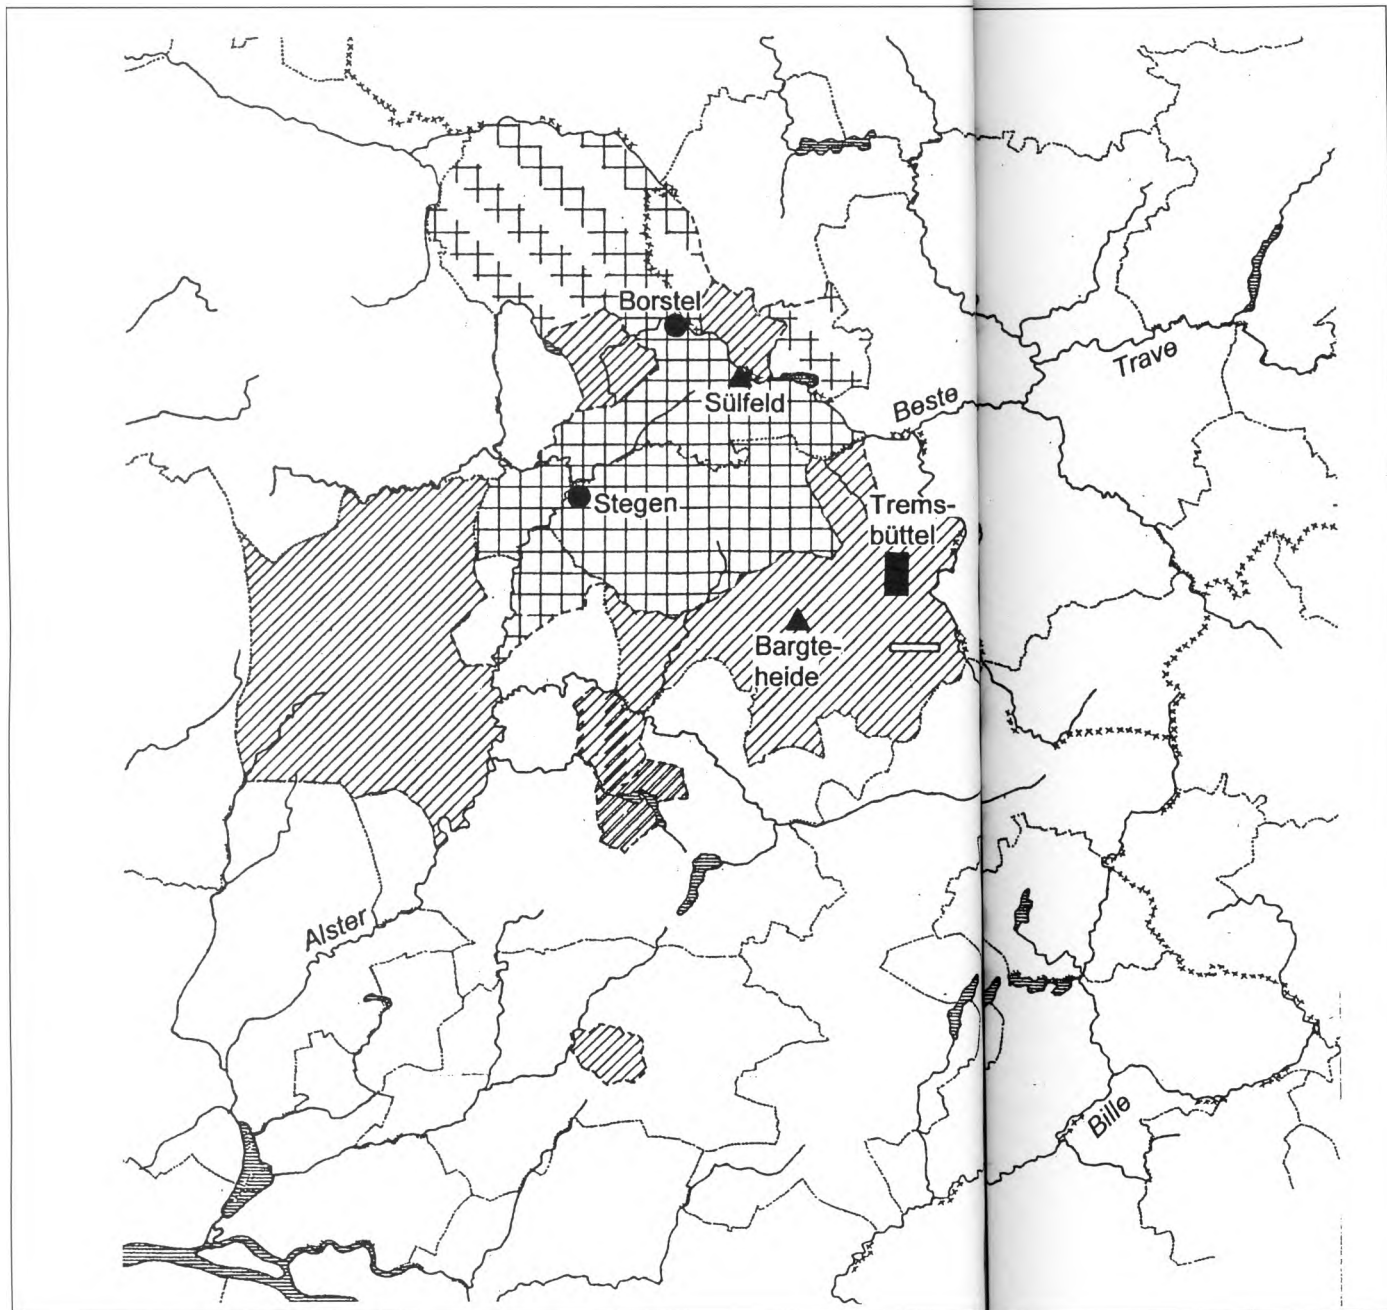 Borstel
Trave
Sülfeld
Beste
Stegen
Trems-
büttel
Bargte-
heide
Alster
Bille